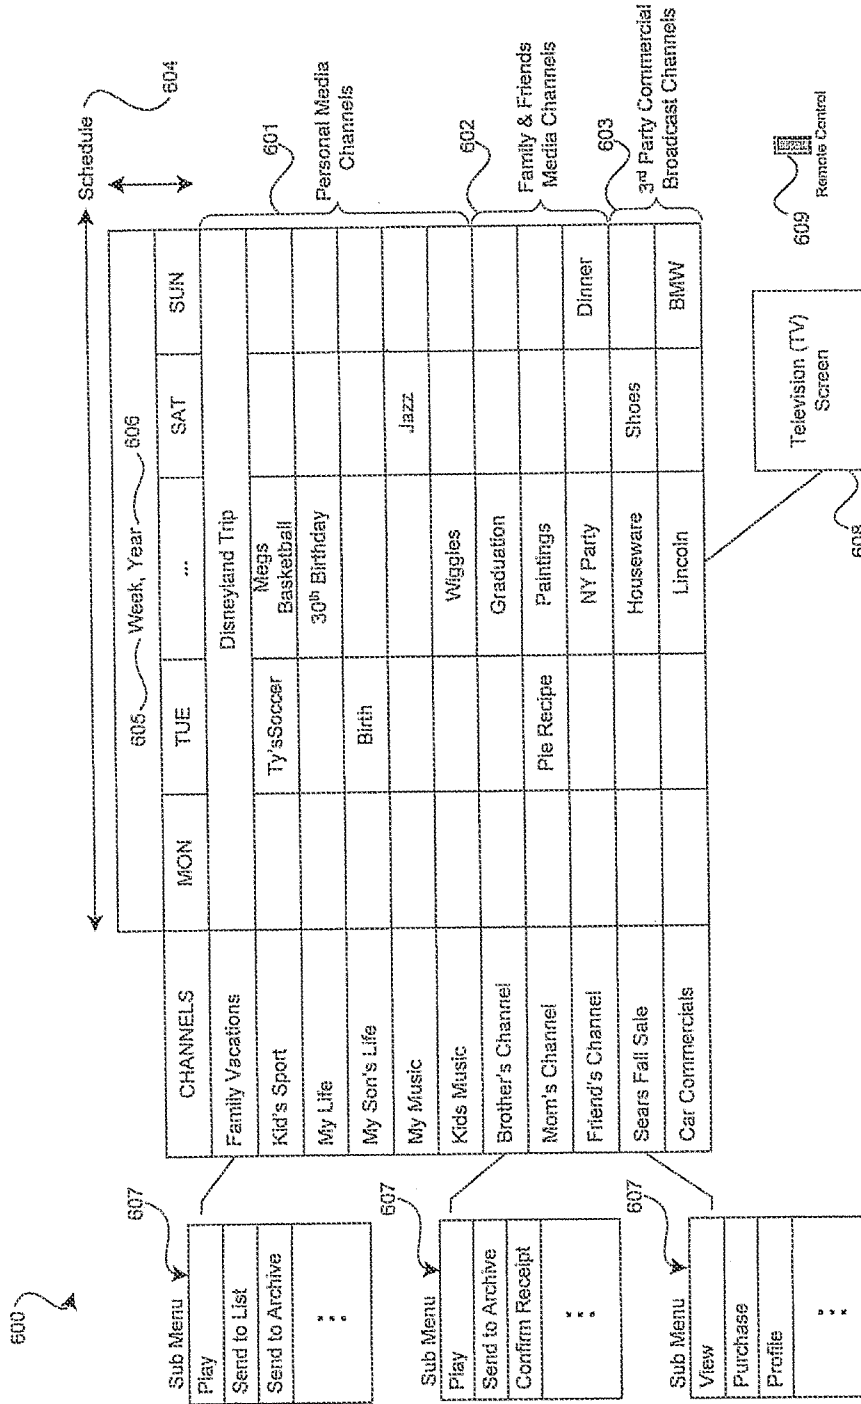 600
Schedule
604
605 Week, Year 606
CHANNELS MON TUE ... SAT SUN
Family Vacations Disneyland Trip
Kid's Sport Ty'sSoccer Megs Basketball
My Life 30th Birthday
My Son's Life Birth
My Music Jazz
Kids Music Wiggles
Brother's Channel Graduation
Mom's Channel Pie Recipe Paintings
Friend's Channel NY Party Dinner
Sears Fall Sale Houseware Shoes
Car Commercials Lincoln BMW
601
Personal Media
Channels
602
Family & Friends
Media Channels
603
3rd Party Commercial
Broadcast Channels
Sub Menu 607
Play
Send to List
Send to Archive
...
Sub Menu 607
Play
Send to Archive
Confirm Receipt
...
Sub Menu 607
View
Purchase
Profile
...
Television (TV)
Screen
608
609
Remote Control